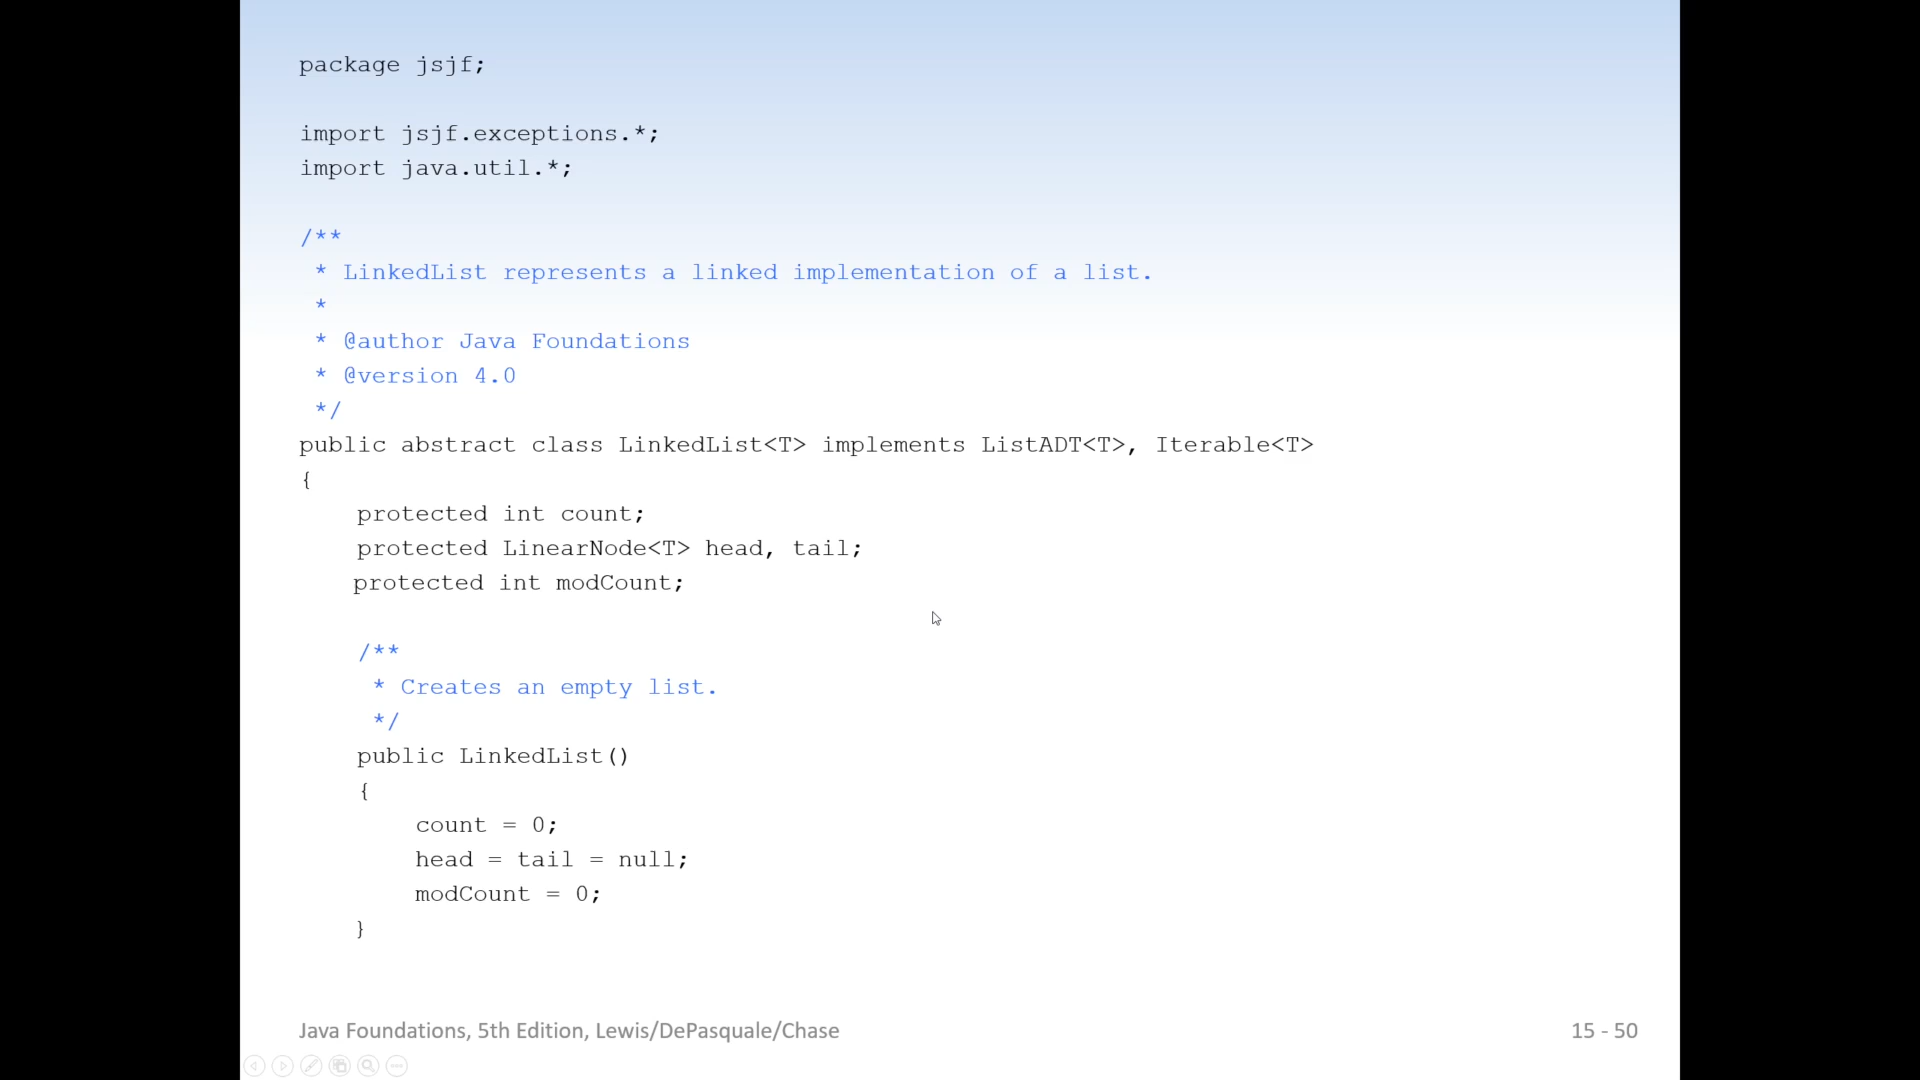 package jsjf;
import jsjf.exceptions.*;
import java.util.*;
/**
 * LinkedList represents a linked implementation of a list.
 *
 * @author Java Foundations
 * @version 4.0
 */
public abstract class LinkedList<T> implements ListADT<T>, Iterable<T>
{
    protected int count;
    protected LinearNode<T> head, tail;
    protected int modCount;
    /**
     * Creates an empty list.
     */
    public LinkedList()
    {
        count = 0;
        head = tail = null;
        modCount = 0;
    }
Java Foundations, 5th Edition, Lewis/DePasquale/Chase
15 - 50